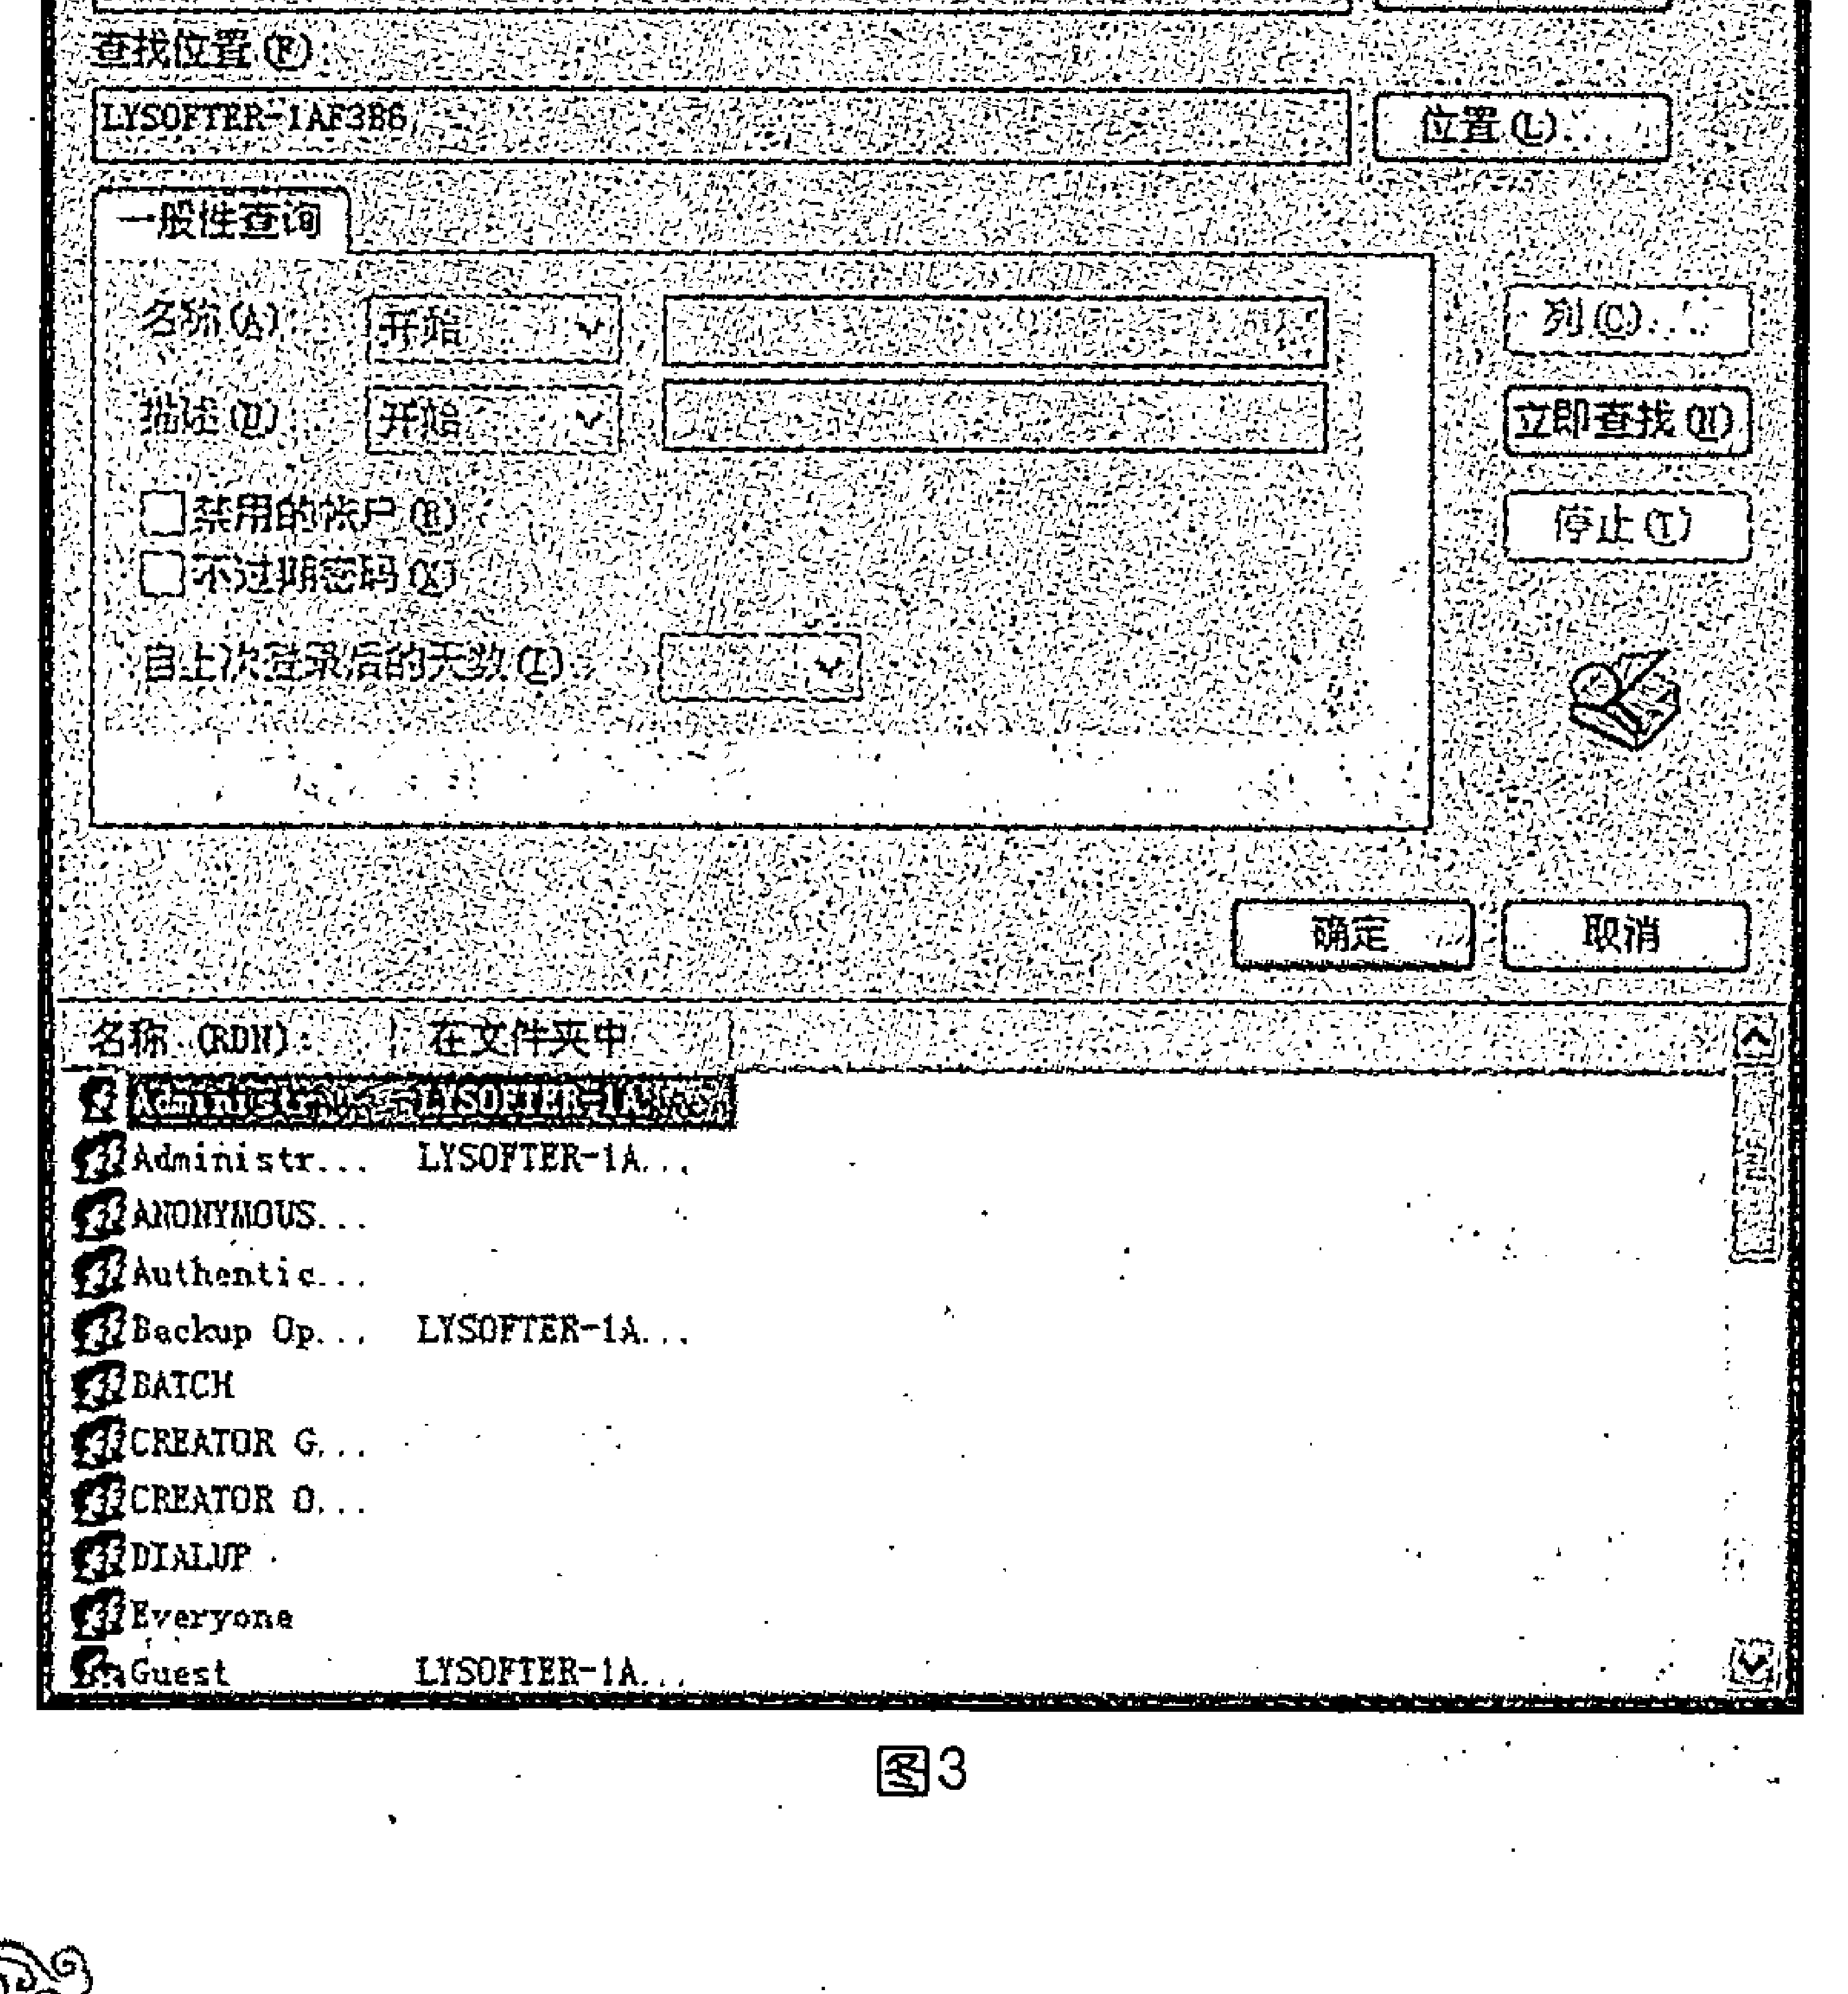 查找位置(F)
LYSOFTER-1AF3B6
位置(L)...
一般性查询
名称(A) 开始
列(C)...
描述(D) 开始
立即查找(N)
禁用的帐户(B)
停止(T)
不过期密码(X)
自上次登录后的天数(I)
确定 取消
名称 (RDN) 在文件夹中
Administr... LYSOFTER-1A...
Administr... LYSOFTER-1A...
ANONYMOUS...
Authentic...
Backup Op... LYSOFTER-1A...
BATCH
CREATOR G...
CREATOR O...
DIALUP
Everyone
Guest LYSOFTER-1A...
图3